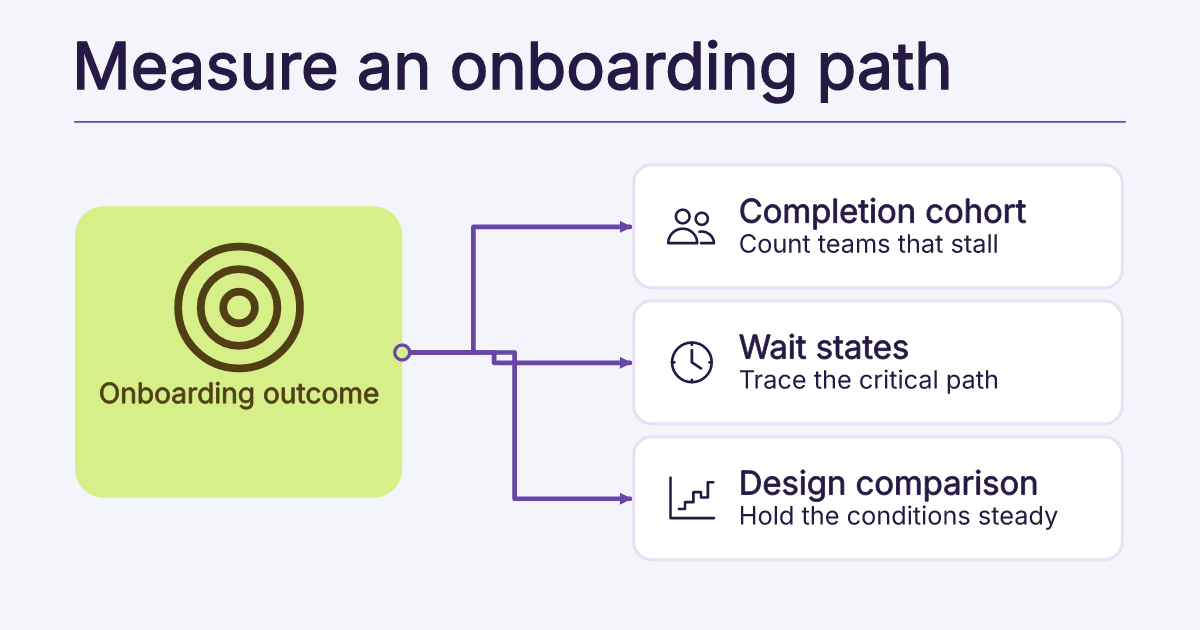 Measure an onboarding path
Onboarding outcome
Completion cohort
Count teams that stall
Wait states
Trace the critical path
Design comparison
Hold the conditions steady